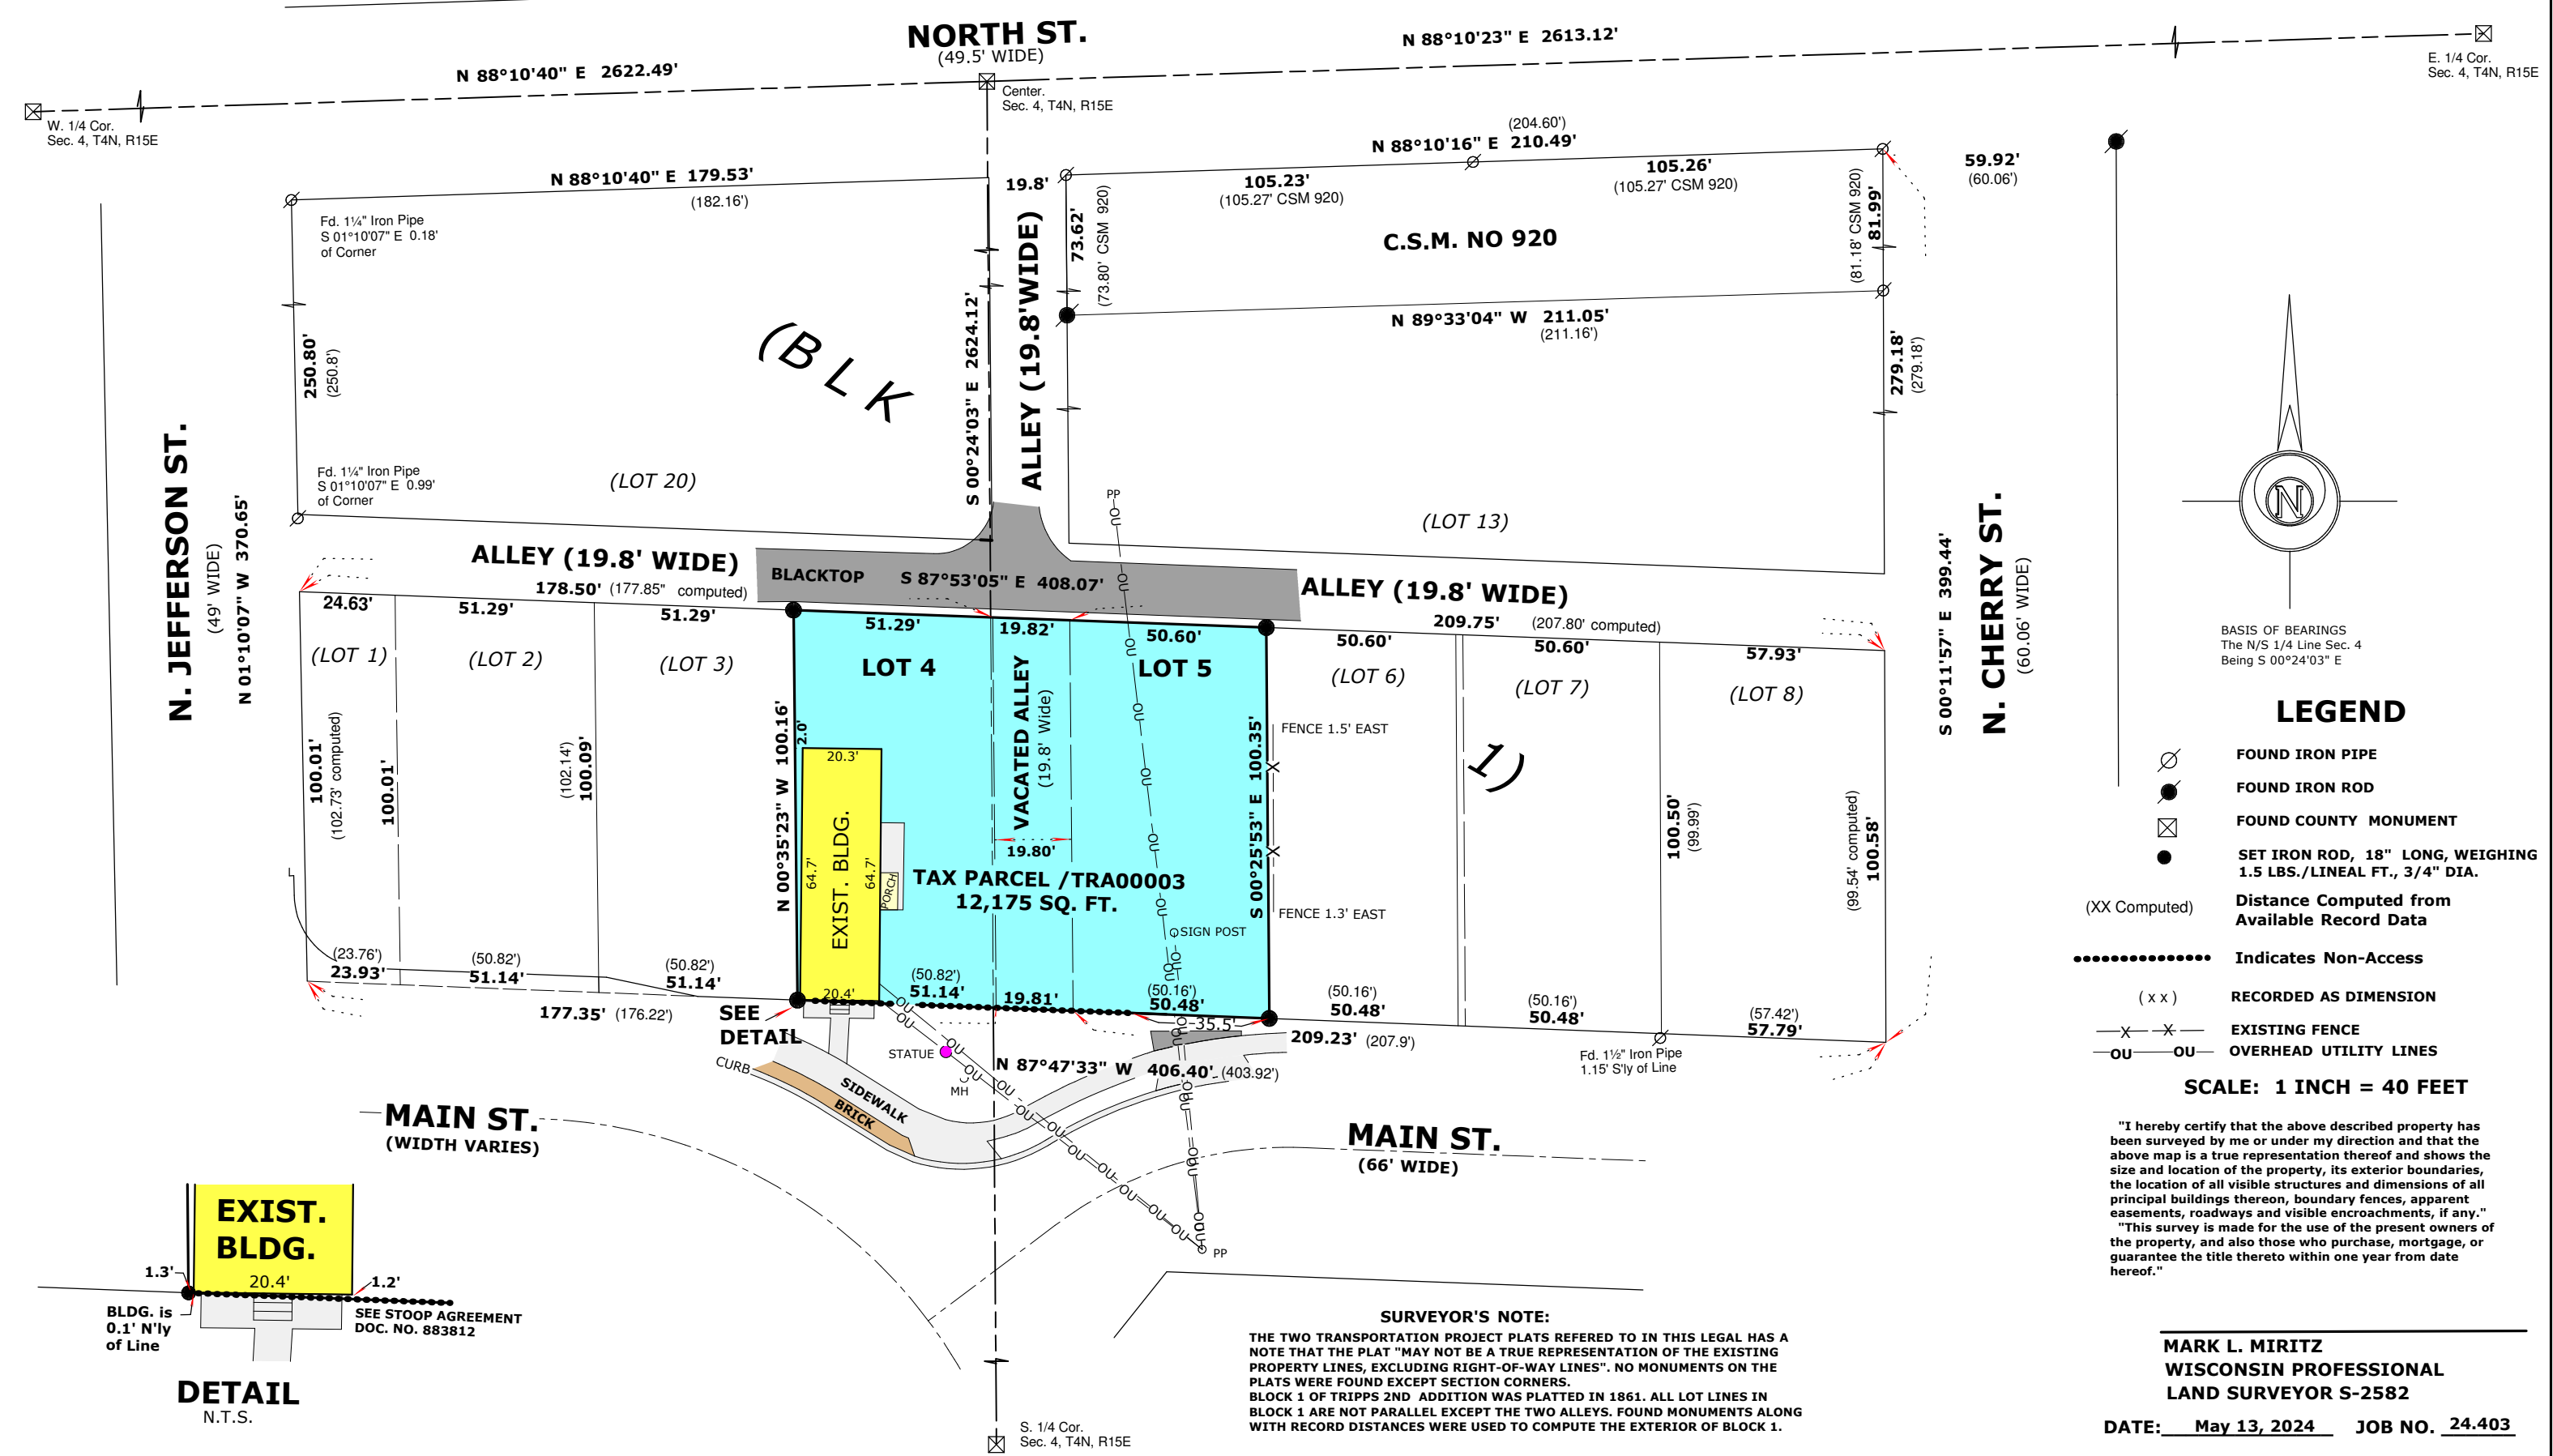 NORTH ST.
(49.5' WIDE)
N 88°10'40" E 2622.49'
N 88°10'23" E 2613.12'
W. 1/4 Cor.
Sec. 4, T4N, R15E
Center.
Sec. 4, T4N, R15E
E. 1/4 Cor.
Sec. 4, T4N, R15E
N 88°10'40" E 179.53'
(182.16')
19.8'
(204.60')
N 88°10'16" E 210.49'
105.23'
(105.27' CSM 920)
105.26'
(105.27' CSM 920)
59.92'
(60.06')
Fd. 1¼" Iron Pipe
S 01°10'07" E 0.18'
of Corner
73.62'
(73.80' CSM 920)
C.S.M. NO 920
(81.18' CSM 920)
81.99'
N 89°33'04" W 211.05'
(211.16')
250.80'
(250.8')
(BLK
S 00°24'03" E 2624.12'
ALLEY (19.8'WIDE)
279.18'
(279.18')
Fd. 1¼" Iron Pipe
S 01°10'07" E 0.99'
of Corner
(LOT 20)
(LOT 13)
PP
N. JEFFERSON ST.
(49' WIDE)
N 01°10'07" W 370.65'
ALLEY (19.8' WIDE)
178.50' (177.85" computed)
BLACKTOP
S 87°53'05" E 408.07'
ALLEY (19.8' WIDE)
209.75' (207.80' computed)
S 00°11'57" E 399.44'
N. CHERRY ST.
(60.06' WIDE)
N
BASIS OF BEARINGS
The N/S 1/4 Line Sec. 4
Being S 00°24'03" E
24.63'
51.29'
51.29'
51.29'
19.82'
50.60'
50.60'
50.60'
57.93'
(LOT 1)
(LOT 2)
(LOT 3)
LOT 4
LOT 5
(LOT 6)
(LOT 7)
(LOT 8)
VACATED ALLEY
(19.8' Wide)
100.01'
(102.73' computed)
100.01'
(102.14')
100.09'
N 00°35'23" W 100.16'
2.0'
20.3'
EXIST. BLDG.
64.7'
64.7'
PORCH
20.4'
19.80'
TAX PARCEL /TRA00003
12,175 SQ. FT.
S 00°25'53" E 100.35'
FENCE 1.5' EAST
FENCE 1.3' EAST
SIGN POST
1)
100.50'
(99.99')
(99.54' computed)
100.58'
OU OU OU OU OU OU OU OU OU OU OU OU OU OU OU
X
X
(23.76')
23.93'
(50.82')
51.14'
(50.82')
51.14'
(50.82')
51.14'
19.81'
(50.16')
50.48'
(50.16')
50.48'
(50.16')
50.48'
(57.42')
57.79'
177.35' (176.22')
SEE
DETAIL
35.5'
209.23' (207.9')
Fd. 1½" Iron Pipe
1.15' S'ly of Line
N 87°47'33" W 406.40' (403.92')
STATUE
MH
CURB
SIDEWALK
BRICK
OU OU OU OU OU OU OU OU OU OU OU OU
PP
MAIN ST.
(WIDTH VARIES)
MAIN ST.
(66' WIDE)
LEGEND
FOUND IRON PIPE
FOUND IRON ROD
FOUND COUNTY MONUMENT
SET IRON ROD, 18" LONG, WEIGHING
1.5 LBS./LINEAL FT., 3/4" DIA.
(XX Computed) Distance Computed from
Available Record Data
Indicates Non-Access
(xx) RECORDED AS DIMENSION
X X EXISTING FENCE
OU OU OVERHEAD UTILITY LINES
SCALE: 1 INCH = 40 FEET
"I hereby certify that the above described property has
been surveyed by me or under my direction and that the
above map is a true representation thereof and shows the
size and location of the property, its exterior boundaries,
the location of all visible structures and dimensions of all
principal buildings thereon, boundary fences, apparent
easements, roadways and visible encroachments, if any."
"This survey is made for the use of the present owners of
the property, and also those who purchase, mortgage, or
guarantee the title thereto within one year from date
hereof."
EXIST.
BLDG.
20.4'
1.3'
1.2'
BLDG. is
0.1' N'ly
of Line
SEE STOOP AGREEMENT
DOC. NO. 883812
DETAIL
N.T.S.
S. 1/4 Cor.
Sec. 4, T4N, R15E
SURVEYOR'S NOTE:
THE TWO TRANSPORTATION PROJECT PLATS REFERED TO IN THIS LEGAL HAS A
NOTE THAT THE PLAT "MAY NOT BE A TRUE REPRESENTATION OF THE EXISTING
PROPERTY LINES, EXCLUDING RIGHT-OF-WAY LINES". NO MONUMENTS ON THE
PLATS WERE FOUND EXCEPT SECTION CORNERS.
BLOCK 1 OF TRIPPS 2ND ADDITION WAS PLATTED IN 1861. ALL LOT LINES IN
BLOCK 1 ARE NOT PARALLEL EXCEPT THE TWO ALLEYS. FOUND MONUMENTS ALONG
WITH RECORD DISTANCES WERE USED TO COMPUTE THE EXTERIOR OF BLOCK 1.
MARK L. MIRITZ
WISCONSIN PROFESSIONAL
LAND SURVEYOR S-2582
DATE: May 13, 2024 JOB NO. 24.403